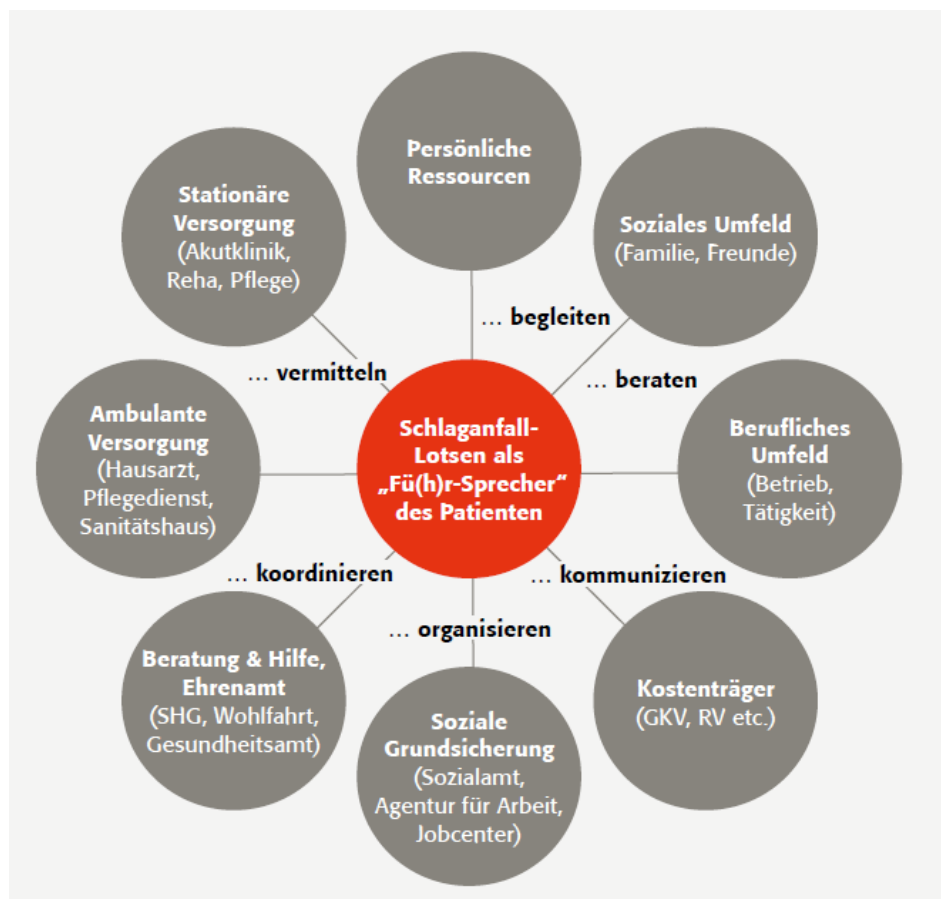 Persönliche
Ressourcen
Stationäre
Versorgung
(Akutklinik,
Reha, Pflege)
Soziales Umfeld
(Familie, Freunde)
... begleiten
... vermitteln
... beraten
Ambulante
Versorgung
(Hausarzt,
Pflegedienst,
Sanitätshaus)
Schlaganfall-
Lotsen als
„Fü(h)r-Sprecher“
des Patienten
Berufliches
Umfeld
(Betrieb,
Tätigkeit)
... koordinieren
... kommunizieren
... organisieren
Beratung & Hilfe,
Ehrenamt
(SHG, Wohlfahrt,
Gesundheitsamt)
Soziale
Grundsicherung
(Sozialamt,
Agentur für Arbeit,
Jobcenter)
Kostenträger
(GKV, RV etc.)